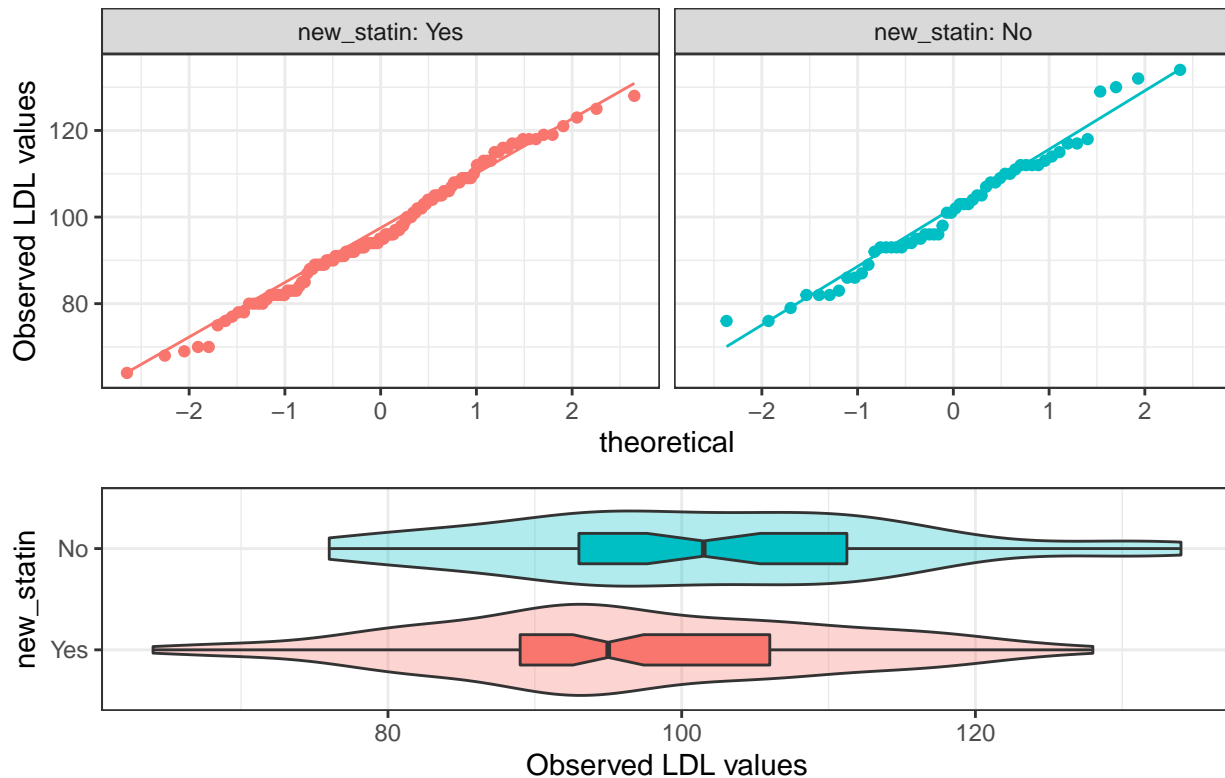 new_statin: Yes
new_statin: No
Observed LDL values
120
100
80
−2
−1
0
1
2
−2
−1
0
1
2
theoretical
new_statin
No
Yes
80
100
120
Observed LDL values